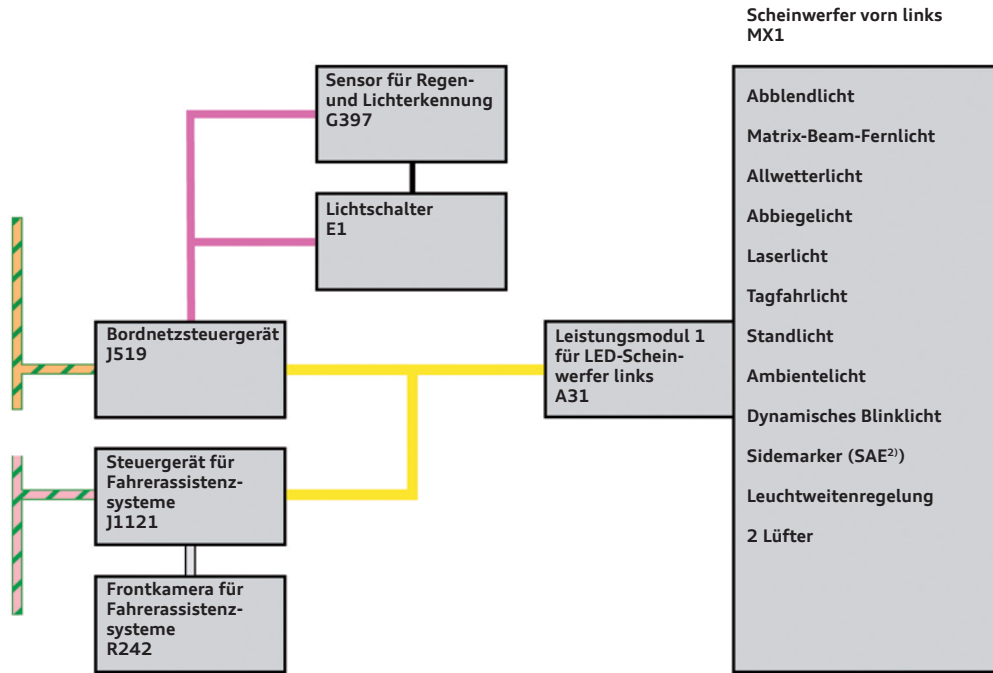 Scheinwerfer vorn links
MX1
Sensor für Regen-
und Lichterkennung
G397
Lichtschalter
E1
Bordnetzsteuergerät
J519
Steuergerät für
Fahrerassistenz-
systeme
J1121
Frontkamera für
Fahrerassistenz-
systeme
R242
Leistungsmodul 1
für LED-Schein-
werfer links
A31
Abblendlicht
Matrix-Beam-Fernlicht
Allwetterlicht
Abbiegelicht
Laserlicht
Tagfahrlicht
Standlicht
Ambientelicht
Dynamisches Blinklicht
Sidemarker (SAE²⁾)
Leuchtweitenregelung
2 Lüfter